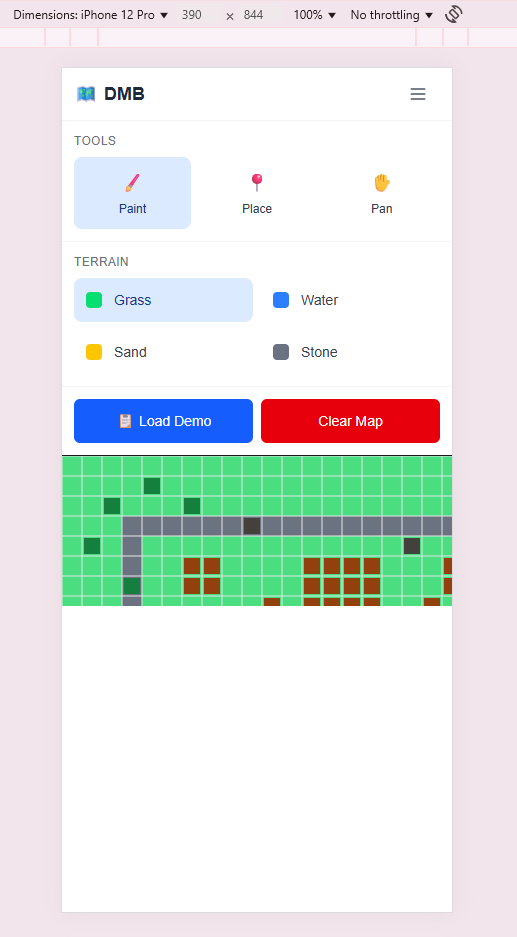 Dimensions: iPhone 12 Pro ▼ 390 × 844 100% ▼ No throttling ▼
DMB
TOOLS
Paint Place Pan
TERRAIN
Grass Water
Sand Stone
Load Demo Clear Map